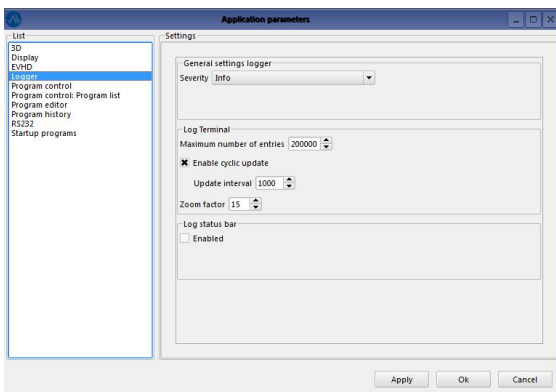 Application parameters
List
3D
Display
EVHD
Logger
Program control
Program control: Program list
Program editor
Program history
RS232
Startup programs
Settings
General settings logger
Severity Info
Log Terminal
Maximum number of entries 200000
Enable cyclic update
Update interval 1000
Zoom factor 15
Log status bar
Enabled
Apply Ok Cancel